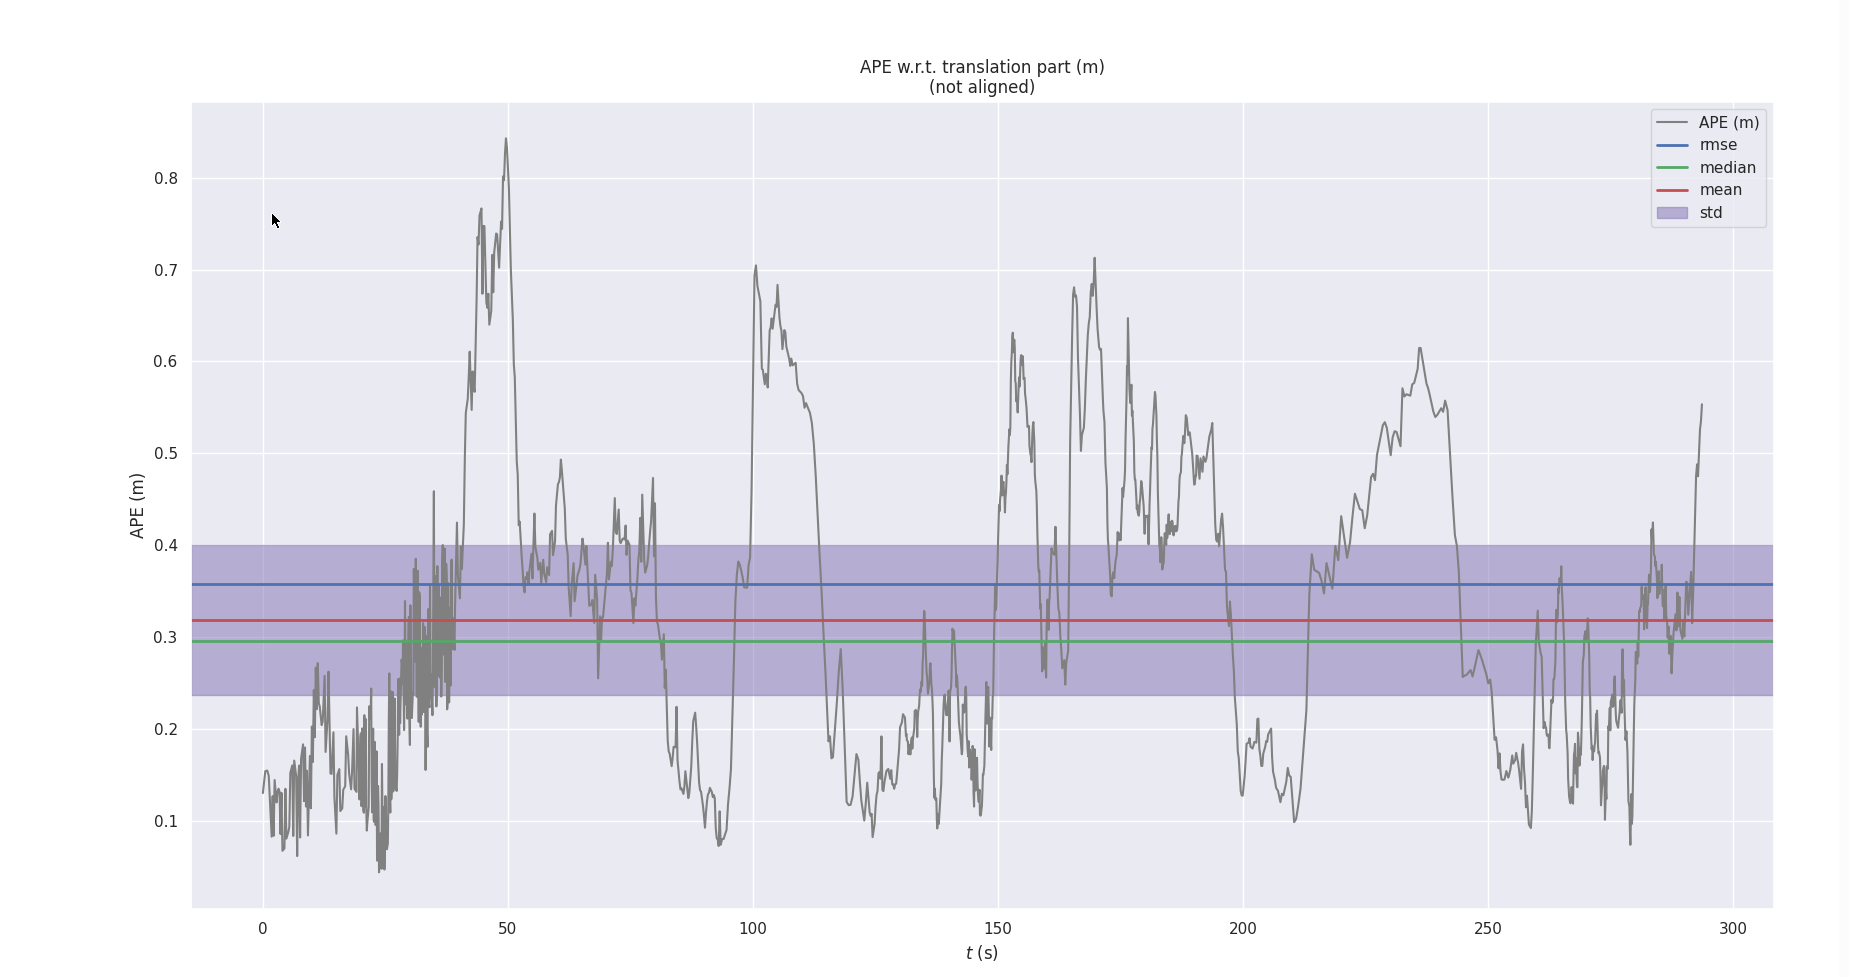 APE w.r.t. translation part (m)
(not aligned)
APE (m)
rmse
median
mean
std
0.8
0.7
0.6
0.5
0.4
0.3
0.2
0.1
APE (m)
0
50
100
150
200
250
300
t (s)